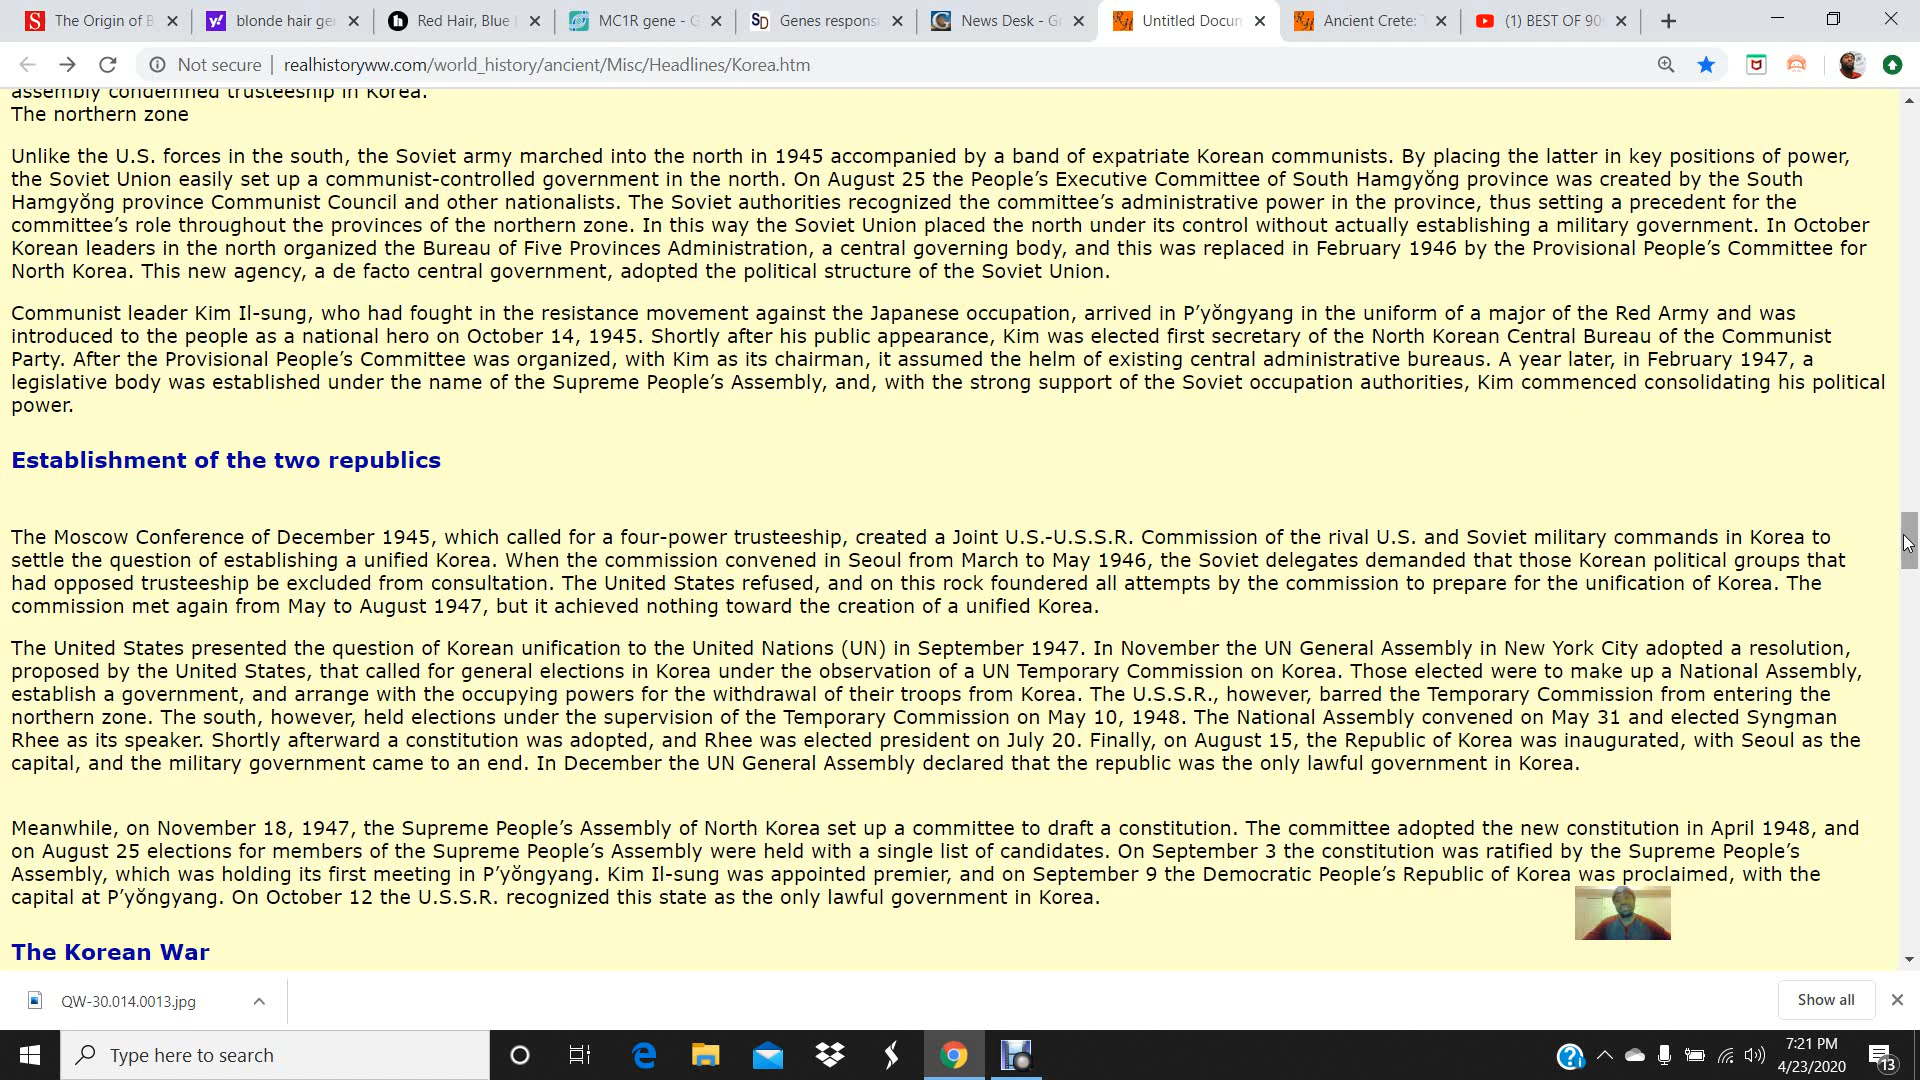 The Origin of B
blonde hair ge
Red Hair, Blue
MC1R gene - G
Genes respons
News Desk - G
Untitled Docun
Ancient Crete:
(1) BEST OF 90
Not secure | realhistoryww.com/world_history/ancient/Misc/Headlines/Korea.htm
assembly condemned trusteeship in Korea.
The northern zone
Unlike the U.S. forces in the south, the Soviet army marched into the north in 1945 accompanied by a band of expatriate Korean communists. By placing the latter in key positions of power,
the Soviet Union easily set up a communist-controlled government in the north. On August 25 the People’s Executive Committee of South Hamgyŏng province was created by the South
Hamgyŏng province Communist Council and other nationalists. The Soviet authorities recognized the committee’s administrative power in the province, thus setting a precedent for the
committee’s role throughout the provinces of the northern zone. In this way the Soviet Union placed the north under its control without actually establishing a military government. In October
Korean leaders in the north organized the Bureau of Five Provinces Administration, a central governing body, and this was replaced in February 1946 by the Provisional People’s Committee for
North Korea. This new agency, a de facto central government, adopted the political structure of the Soviet Union.
Communist leader Kim Il-sung, who had fought in the resistance movement against the Japanese occupation, arrived in P’yŏngyang in the uniform of a major of the Red Army and was
introduced to the people as a national hero on October 14, 1945. Shortly after his public appearance, Kim was elected first secretary of the North Korean Central Bureau of the Communist
Party. After the Provisional People’s Committee was organized, with Kim as its chairman, it assumed the helm of existing central administrative bureaus. A year later, in February 1947, a
legislative body was established under the name of the Supreme People’s Assembly, and, with the strong support of the Soviet occupation authorities, Kim commenced consolidating his political
power.
Establishment of the two republics
The Moscow Conference of December 1945, which called for a four-power trusteeship, created a Joint U.S.-U.S.S.R. Commission of the rival U.S. and Soviet military commands in Korea to
settle the question of establishing a unified Korea. When the commission convened in Seoul from March to May 1946, the Soviet delegates demanded that those Korean political groups that
had opposed trusteeship be excluded from consultation. The United States refused, and on this rock foundered all attempts by the commission to prepare for the unification of Korea. The
commission met again from May to August 1947, but it achieved nothing toward the creation of a unified Korea.
The United States presented the question of Korean unification to the United Nations (UN) in September 1947. In November the UN General Assembly in New York City adopted a resolution,
proposed by the United States, that called for general elections in Korea under the observation of a UN Temporary Commission on Korea. Those elected were to make up a National Assembly,
establish a government, and arrange with the occupying powers for the withdrawal of their troops from Korea. The U.S.S.R., however, barred the Temporary Commission from entering the
northern zone. The south, however, held elections under the supervision of the Temporary Commission on May 10, 1948. The National Assembly convened on May 31 and elected Syngman
Rhee as its speaker. Shortly afterward a constitution was adopted, and Rhee was elected president on July 20. Finally, on August 15, the Republic of Korea was inaugurated, with Seoul as the
capital, and the military government came to an end. In December the UN General Assembly declared that the republic was the only lawful government in Korea.
Meanwhile, on November 18, 1947, the Supreme People’s Assembly of North Korea set up a committee to draft a constitution. The committee adopted the new constitution in April 1948, and
on August 25 elections for members of the Supreme People’s Assembly were held with a single list of candidates. On September 3 the constitution was ratified by the Supreme People’s
Assembly, which was holding its first meeting in P’yŏngyang. Kim Il-sung was appointed premier, and on September 9 the Democratic People’s Republic of Korea was proclaimed, with the
capital at P’yŏngyang. On October 12 the U.S.S.R. recognized this state as the only lawful government in Korea.
The Korean War
QW-30.014.0013.jpg
Show all
Type here to search
7:21 PM
4/23/2020
13